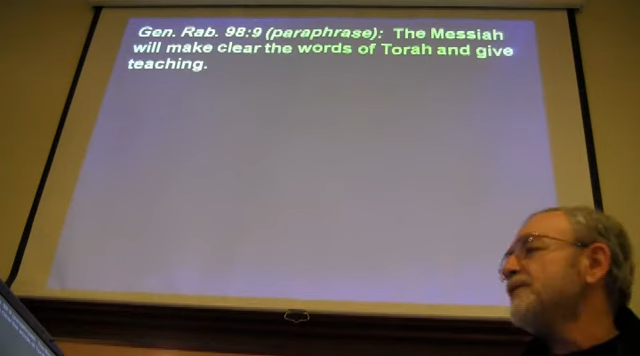 Gen. Rab. 98:9 (paraphrase): The Messiah
will make clear the words of Torah and give
teaching.